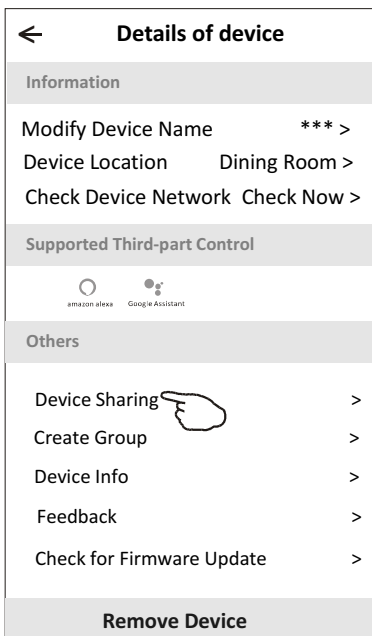 ← Details of device
Information
Modify Device Name *** >
Device Location Dining Room >
Check Device Network Check Now >
Supported Third-part Control
amazon alexa Google Assistant
Others
Device Sharing >
Create Group >
Device Info >
Feedback >
Check for Firmware Update >
Remove Device